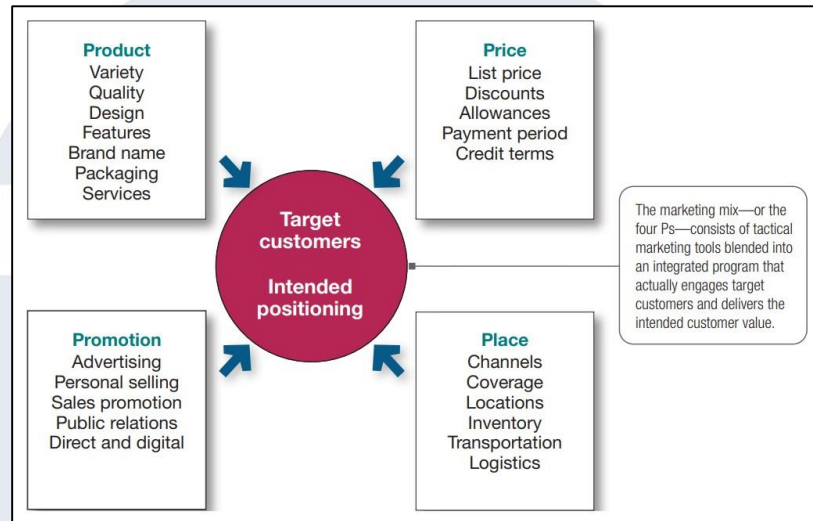 Product
Variety
Quality
Design
Features
Brand name
Packaging
Services
Price
List price
Discounts
Allowances
Payment period
Credit terms
Target
customers
Intended
positioning
The marketing mix—or the
four Ps—consists of tactical
marketing tools blended into
an integrated program that
actually engages target
customers and delivers the
intended customer value.
Promotion
Advertising
Personal selling
Sales promotion
Public relations
Direct and digital
Place
Channels
Coverage
Locations
Inventory
Transportation
Logistics